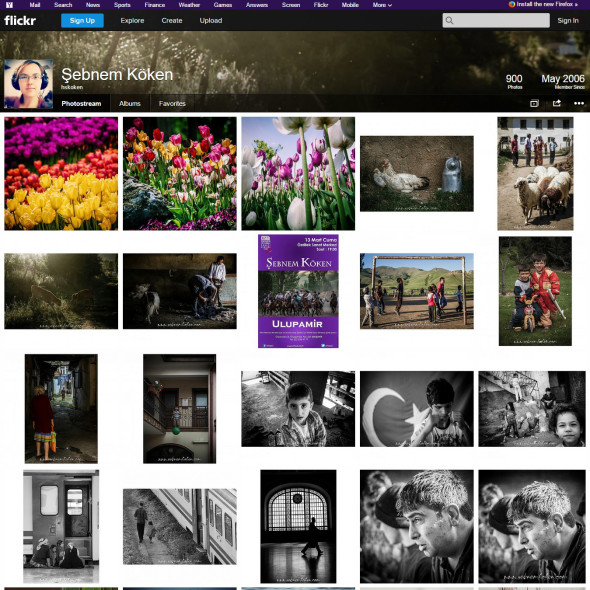 Mail Search News Sports Finance Weather Games Answers Screen Flickr Mobile More Install the new Firefox »
flickr Sign Up Explore Create Upload Sign In
Şebnem Köken
hskoken
900 Photos
May 2006 Member Since
Photostream Albums Favorites
13 Mart Cuma
ŞEBNEM KÖKEN
ULUPAMİR